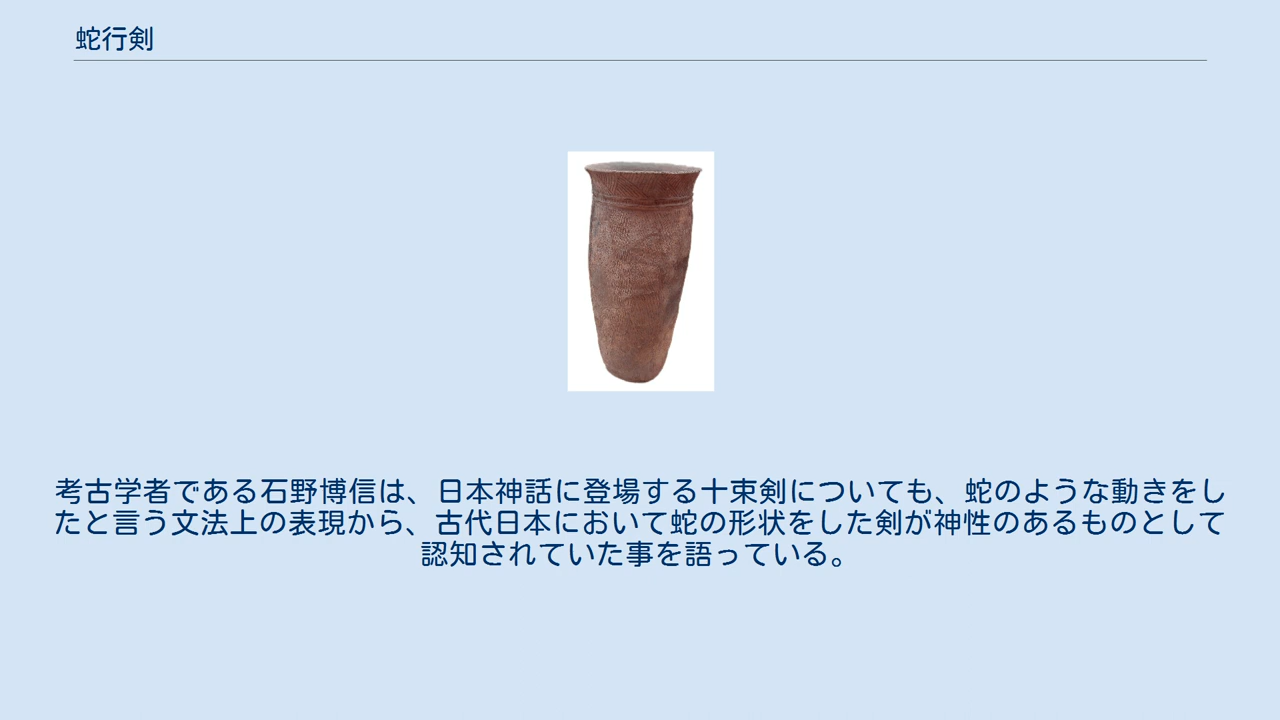 蛇行剣
考古学者である石野博信は、日本神話に登場する十束剣についても、蛇のような動きをし
たと言う文法上の表現から、古代日本において蛇の形状をした剣が神性のあるものとして
認知されていた事を語っている。